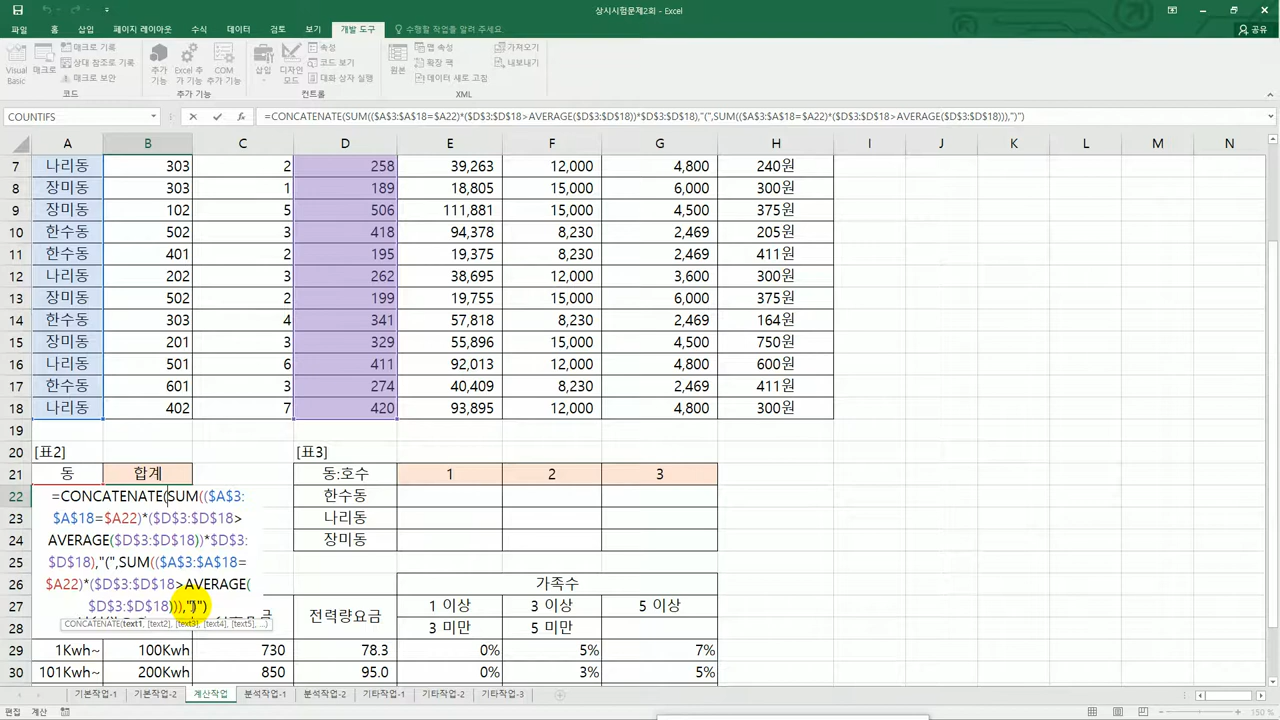 상시시험문제2회 - Excel
파일 홈 삽입 페이지 레이아웃 수식 데이터 검토 보기 개발 도구 수행할 작업을 알려 주세요. 공유
Visual Basic 매크로 매크로 기록 상대 참조로 기록 매크로 보안 추가 기능 Excel 추가 기능 COM 추가 기능 삽입 디자인 모드 속성 코드 보기 대화 상자 실행 원본 맵 속성 확장 팩 데이터 새로 고침 가져오기 내보내기
코드 추가 기능 컨트롤 XML
COUNTIFS =CONCATENATE(SUM(($A$3:$A$18=$A22)*($D$3:$D$18>AVERAGE($D$3:$D$18))*$D$3:$D$18),"(",SUM(($A$3:$A$18=$A22)*($D$3:$D$18>AVERAGE($D$3:$D$18))),")")
A B C D E F G H I J K L M N
7 나리동 303 2 258 39,263 12,000 4,800 240원
8 장미동 303 1 189 18,805 15,000 6,000 300원
9 장미동 102 5 506 111,881 15,000 4,500 375원
10 한수동 502 3 418 94,378 8,230 2,469 205원
11 한수동 401 2 195 19,375 8,230 2,469 411원
12 나리동 202 3 262 38,695 12,000 3,600 300원
13 장미동 502 2 199 19,755 15,000 6,000 375원
14 한수동 303 4 341 57,818 8,230 2,469 164원
15 장미동 201 3 329 55,896 15,000 4,500 750원
16 나리동 501 6 411 92,013 12,000 4,800 600원
17 한수동 601 3 274 40,409 8,230 2,469 411원
18 나리동 402 7 420 93,895 12,000 4,800 300원
19
20 [표2] [표3]
21 동 합계 동:호수 1 2 3
22 =CONCATENATE(SUM(($A$3: 한수동
23 $A$18=$A22)*($D$3:$D$18> 나리동
24 AVERAGE($D$3:$D$18))*$D$3: 장미동
25 $D$18),"(",SUM(($A$3:$A$18=
26 $A22)*($D$3:$D$18>AVERAGE( 가족수
27 $D$3:$D$18))),")") 전력량요금 1 이상 3 이상 5 이상
CONCATENATE(text1, [text2], [text3], [text4], [text5], ...)
28 3 미만 5 미만
29 1Kwh~ 100Kwh 730 78.3 0% 5% 7%
30 101Kwh~ 200Kwh 850 95.0 0% 3% 5%
기본작업-1 기본작업-2 계산작업 분석작업-1 분석작업-2 기타작업-1 기타작업-2 기타작업-3
편집 계산 150 %